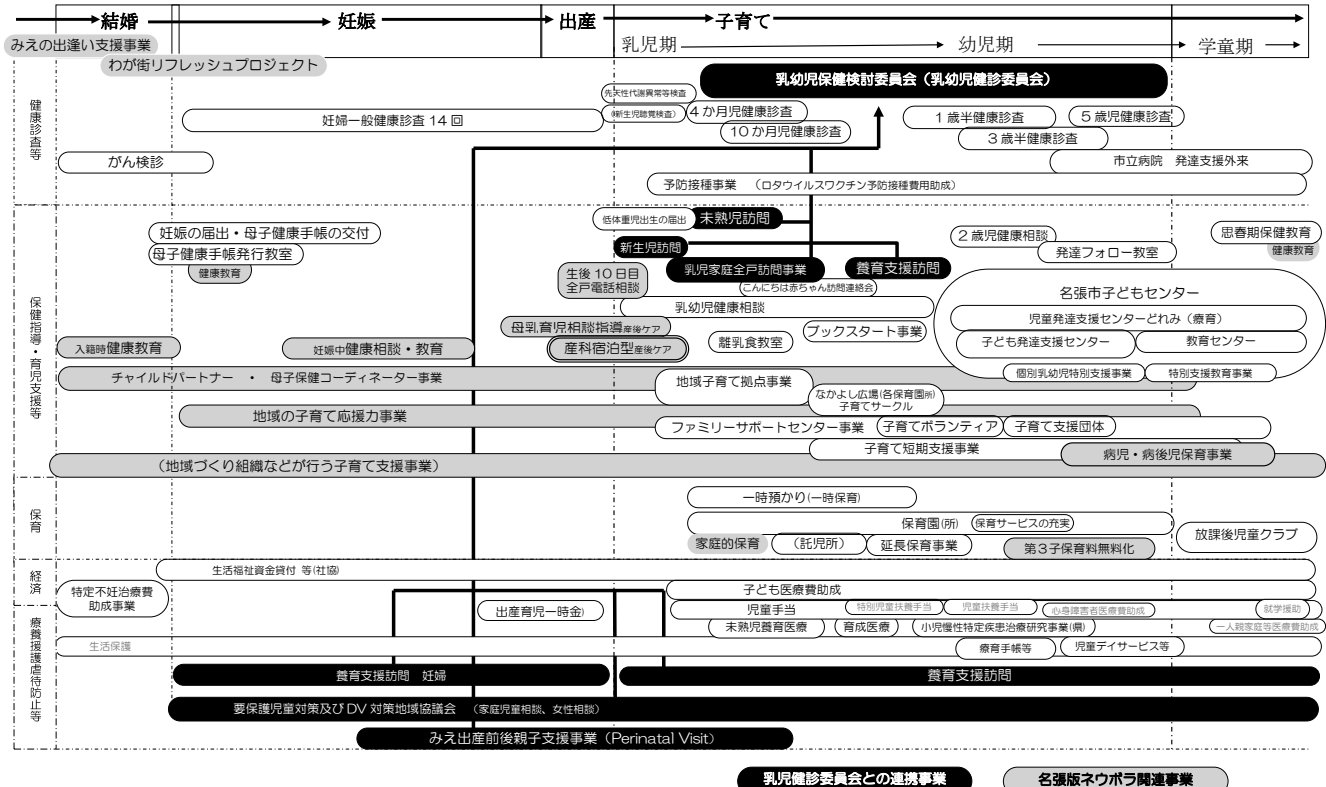 結婚
妊娠
出産
子育て
乳児期
幼児期
学童期
みえの出逢い支援事業
わが街リフレッシュプロジェクト
健康診査等
乳幼児保健検討委員会（乳幼児健診委員会）
先天性代謝異常等検査
(新生児聴覚検査)
4か月児健康診査
10か月児健康診査
1歳半健康診査
5歳児健康診査
3歳半健康診査
妊婦一般健康診査14回
がん検診
市立病院　発達支援外来
予防接種事業　（ロタウイルスワクチン予防接種費用助成）
保健指導・育児支援等
低体重児出生の届出
未熟児訪問
妊娠の届出・母子健康手帳の交付
母子健康手帳発行教室
健康教育
新生児訪問
2歳児健康相談
発達フォロー教室
思春期保健教育
健康教育
生後10日目
全戸電話相談
乳児家庭全戸訪問事業
養育支援訪問
こんにちは赤ちゃん訪問連絡会
乳幼児健康相談
名張市子どもセンター
児童発達支援センターどれみ（療育）
子ども発達支援センター
教育センター
個別乳幼児特別支援事業
特別支援教育事業
母乳育児相談指導産後ケア
産科宿泊型産後ケア
離乳食教室
ブックスタート事業
入籍時健康教育
妊娠中健康相談・教育
チャイルドパートナー　・　母子保健コーディネーター事業
地域子育て拠点事業
なかよし広場(各保育園所)
子育てサークル
地域の子育て応援力事業
ファミリーサポートセンター事業
子育てボランティア
子育て支援団体
子育て短期支援事業
病児・病後児保育事業
（地域づくり組織などが行う子育て支援事業）
保育
一時預かり(一時保育)
保育園(所)
保育サービスの充実
家庭的保育
（託児所）
延長保育事業
第3子保育料無料化
放課後児童クラブ
経済
生活福祉資金貸付 等(社協)
特定不妊治療費
助成事業
子ども医療費助成
出産育児一時金)
児童手当
特別児童扶養手当
児童扶養手当
心身障害者医療費助成
就学援助
療養援護虐待防止等
未熟児養育医療
育成医療
小児慢性特定疾患治療研究事業(県)
一人親家庭等医療費助成
生活保護
療育手帳等
児童デイサービス等
養育支援訪問　妊婦
養育支援訪問
要保護児童対策及びDV対策地域協議会　（家庭児童相談、女性相談）
みえ出産前後親子支援事業（Perinatal Visit）
乳児健診委員会との連携事業
名張版ネウボラ関連事業